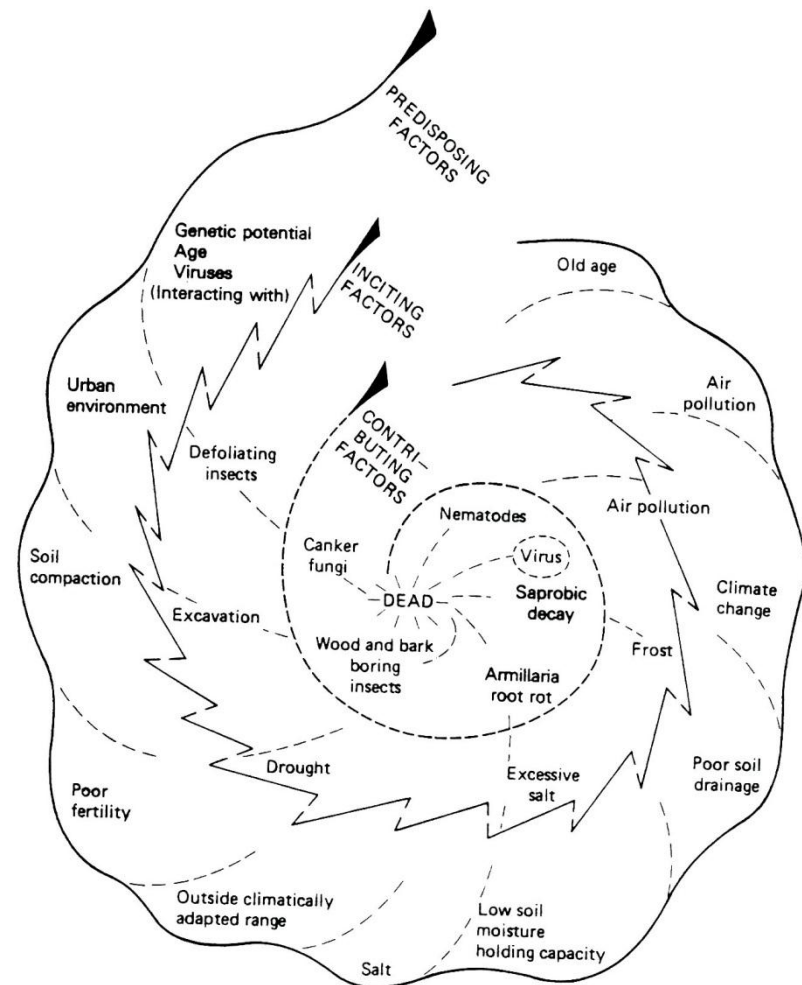 PREDISPOSING
FACTORS
Genetic potential
Age
Viruses
(Interacting with)
INCITING
FACTORS
Old age
Urban
environment
CONTRI-
BUTING
FACTORS
Air
pollution
Defoliating
insects
Nematodes
Air pollution
Canker
fungi
Virus
Soil
compaction
DEAD
Saprobic
decay
Climate
change
Excavation
Wood and bark
boring
insects
Armillaria
root rot
Frost
Drought
Excessive
salt
Poor soil
drainage
Poor
fertility
Outside climatically
adapted range
Low soil
moisture
holding capacity
Salt